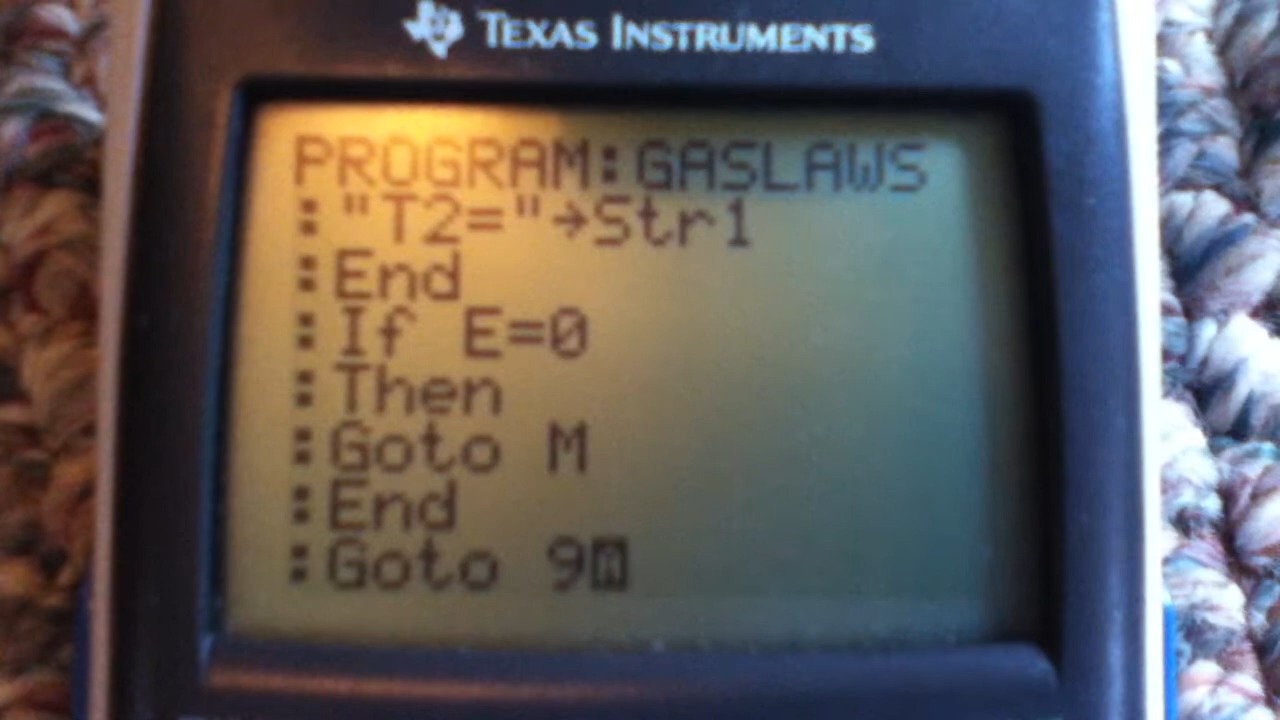 TEXAS INSTRUMENTS
PROGRAM:GASLAWS
:"T2="→Str1
:End
:If E=0
:Then
:Goto M
:End
:Goto 9